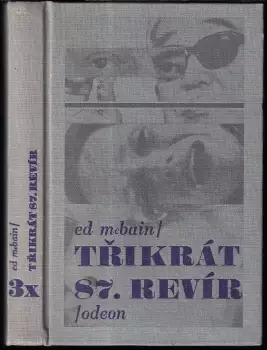 ed mcbain/
TŘIKRÁT
87. REVÍR
3x
ed mcbain/
TŘIKRÁT
87. REVÍR
/odeon